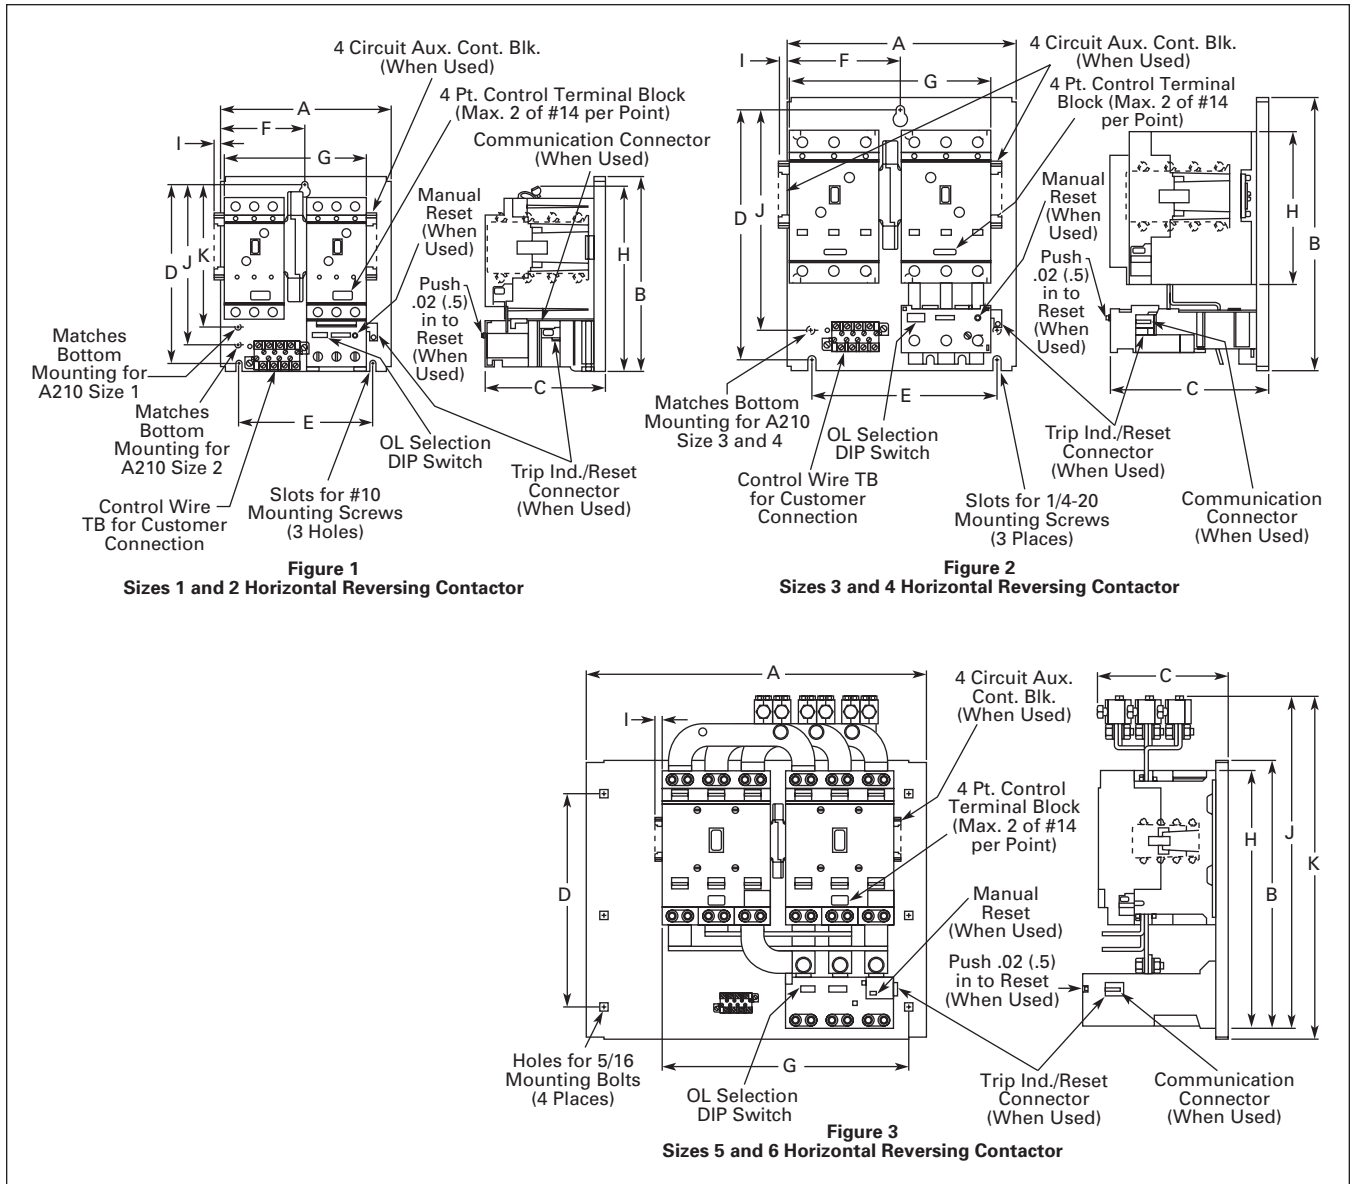 4 Circuit Aux. Cont. Blk.
(When Used)
A
4 Pt. Control Terminal Block
(Max. 2 of #14 per Point)
F
I
G
Communication Connector
(When Used)
Manual
Reset
(When
Used)
D
J
K
H
B
Push
.02 (.5)
in to
Reset
(When
Used)
Matches
Bottom
Mounting for
A210 Size 1
C
Matches
Bottom
Mounting for
A210 Size 2
E
OL Selection
DIP Switch
Trip Ind./Reset
Connector
(When Used)
Control Wire
TB for Customer
Connection
Slots for #10
Mounting Screws
(3 Holes)
Figure 1
Sizes 1 and 2 Horizontal Reversing Contactor
A
4 Circuit Aux. Cont. Blk.
(When Used)
I
F
G
4 Pt. Control Terminal
Block (Max. 2 of #14
per Point)
Manual
Reset
(When
Used)
D
J
H
B
Push
.02 (.5)
in to
Reset
(When
Used)
C
E
Matches Bottom
Mounting for A210
Size 3 and 4
OL Selection
DIP Switch
Trip Ind./Reset
Connector
(When Used)
Control Wire TB
for Customer
Connection
Slots for 1/4-20
Mounting Screws
(3 Places)
Communication
Connector
(When Used)
Figure 2
Sizes 3 and 4 Horizontal Reversing Contactor
A
C
4 Circuit Aux.
Cont. Blk.
(When Used)
I
4 Pt. Control
Terminal Block
(Max. 2 of #14
per Point)
D
H
B
J
K
Manual
Reset
(When Used)
Push .02 (.5)
in to Reset
(When Used)
Holes for 5/16
Mounting Bolts
(4 Places)
G
OL Selection
DIP Switch
Trip Ind./Reset
Connector
(When Used)
Communication
Connector
(When Used)
Figure 3
Sizes 5 and 6 Horizontal Reversing Contactor